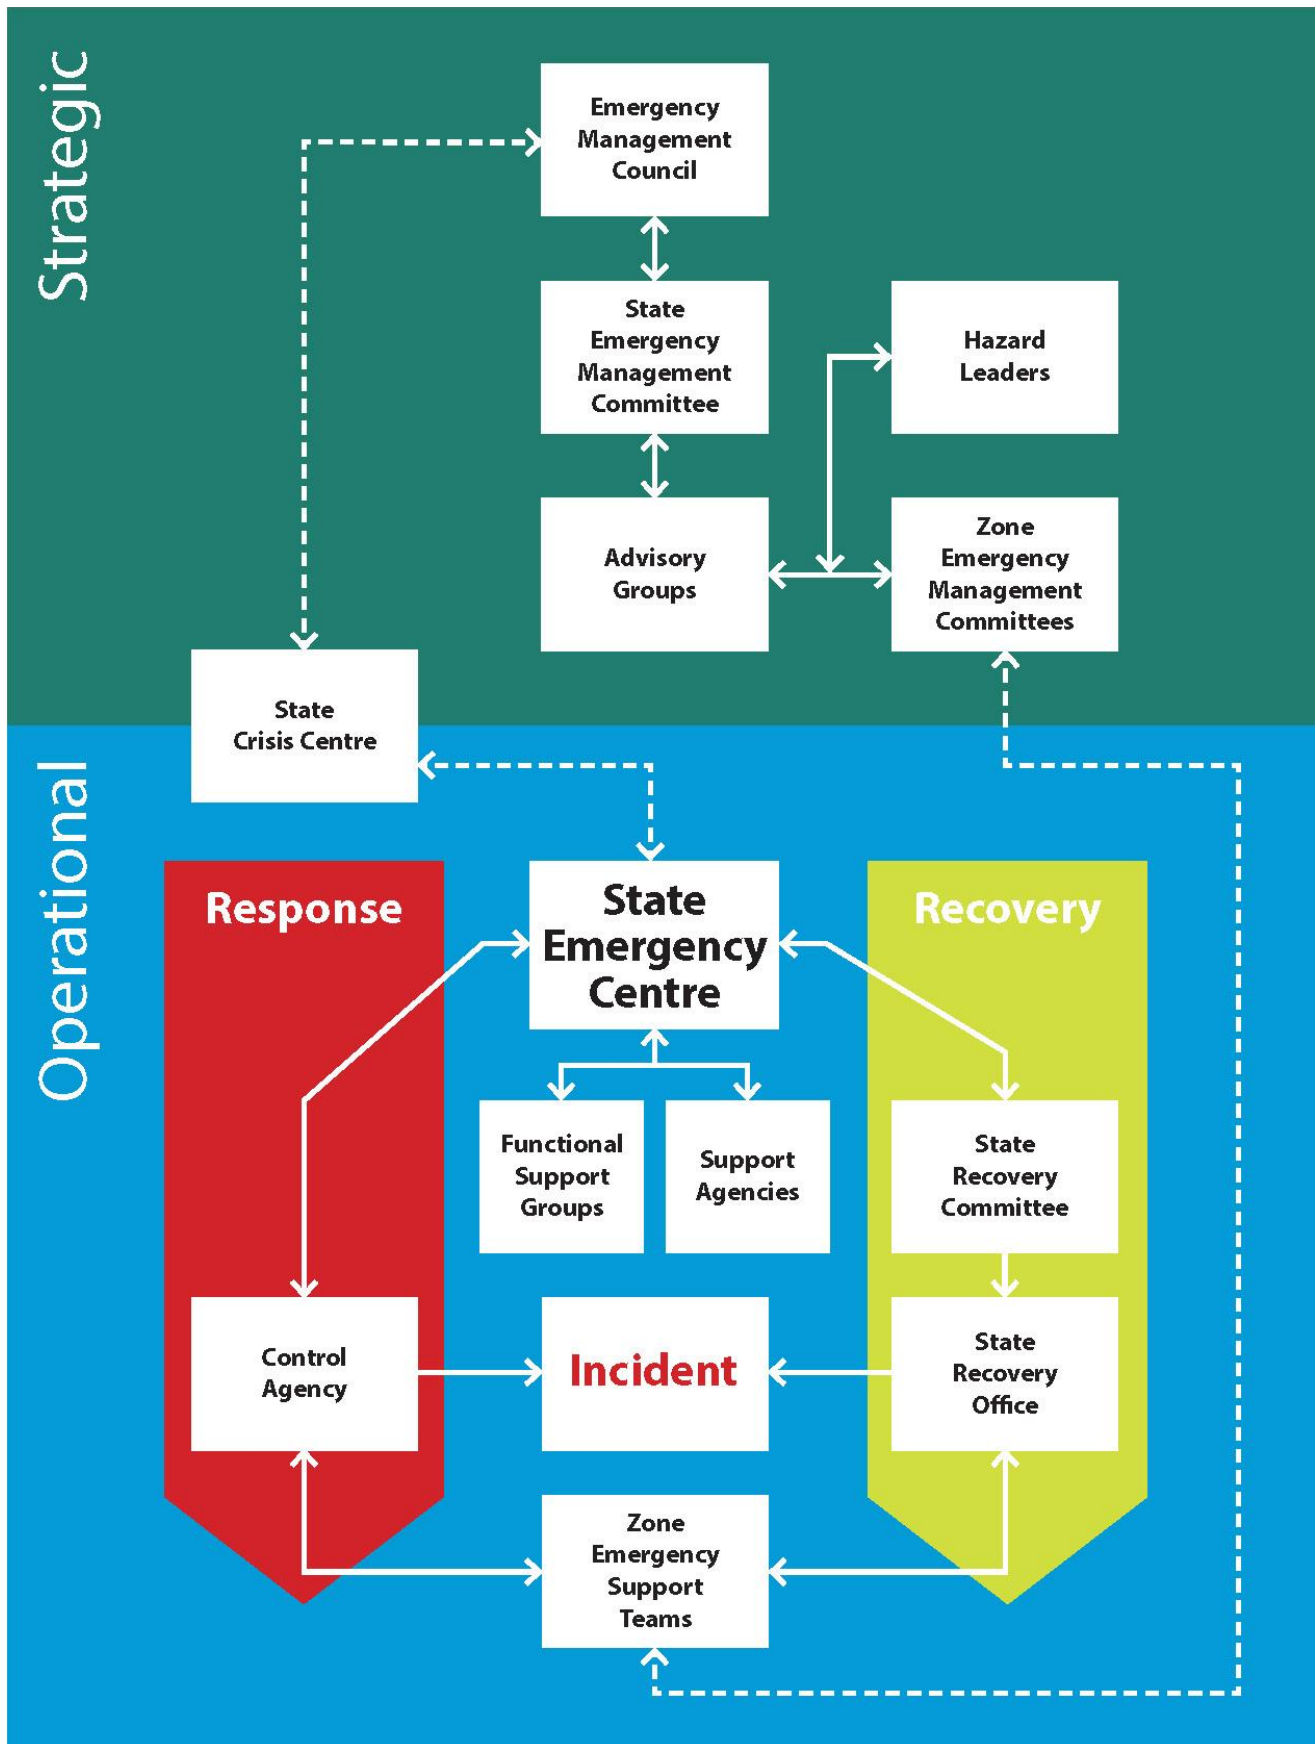 Strategic
Emergency
Management
Council
State
Emergency
Management
Committee
Hazard
Leaders
Advisory
Groups
Zone
Emergency
Management
Committees
State
Crisis Centre
Operational
Response
State
Emergency
Centre
Recovery
Functional
Support
Groups
Support
Agencies
State
Recovery
Committee
Control
Agency
Incident
State
Recovery
Office
Zone
Emergency
Support
Teams